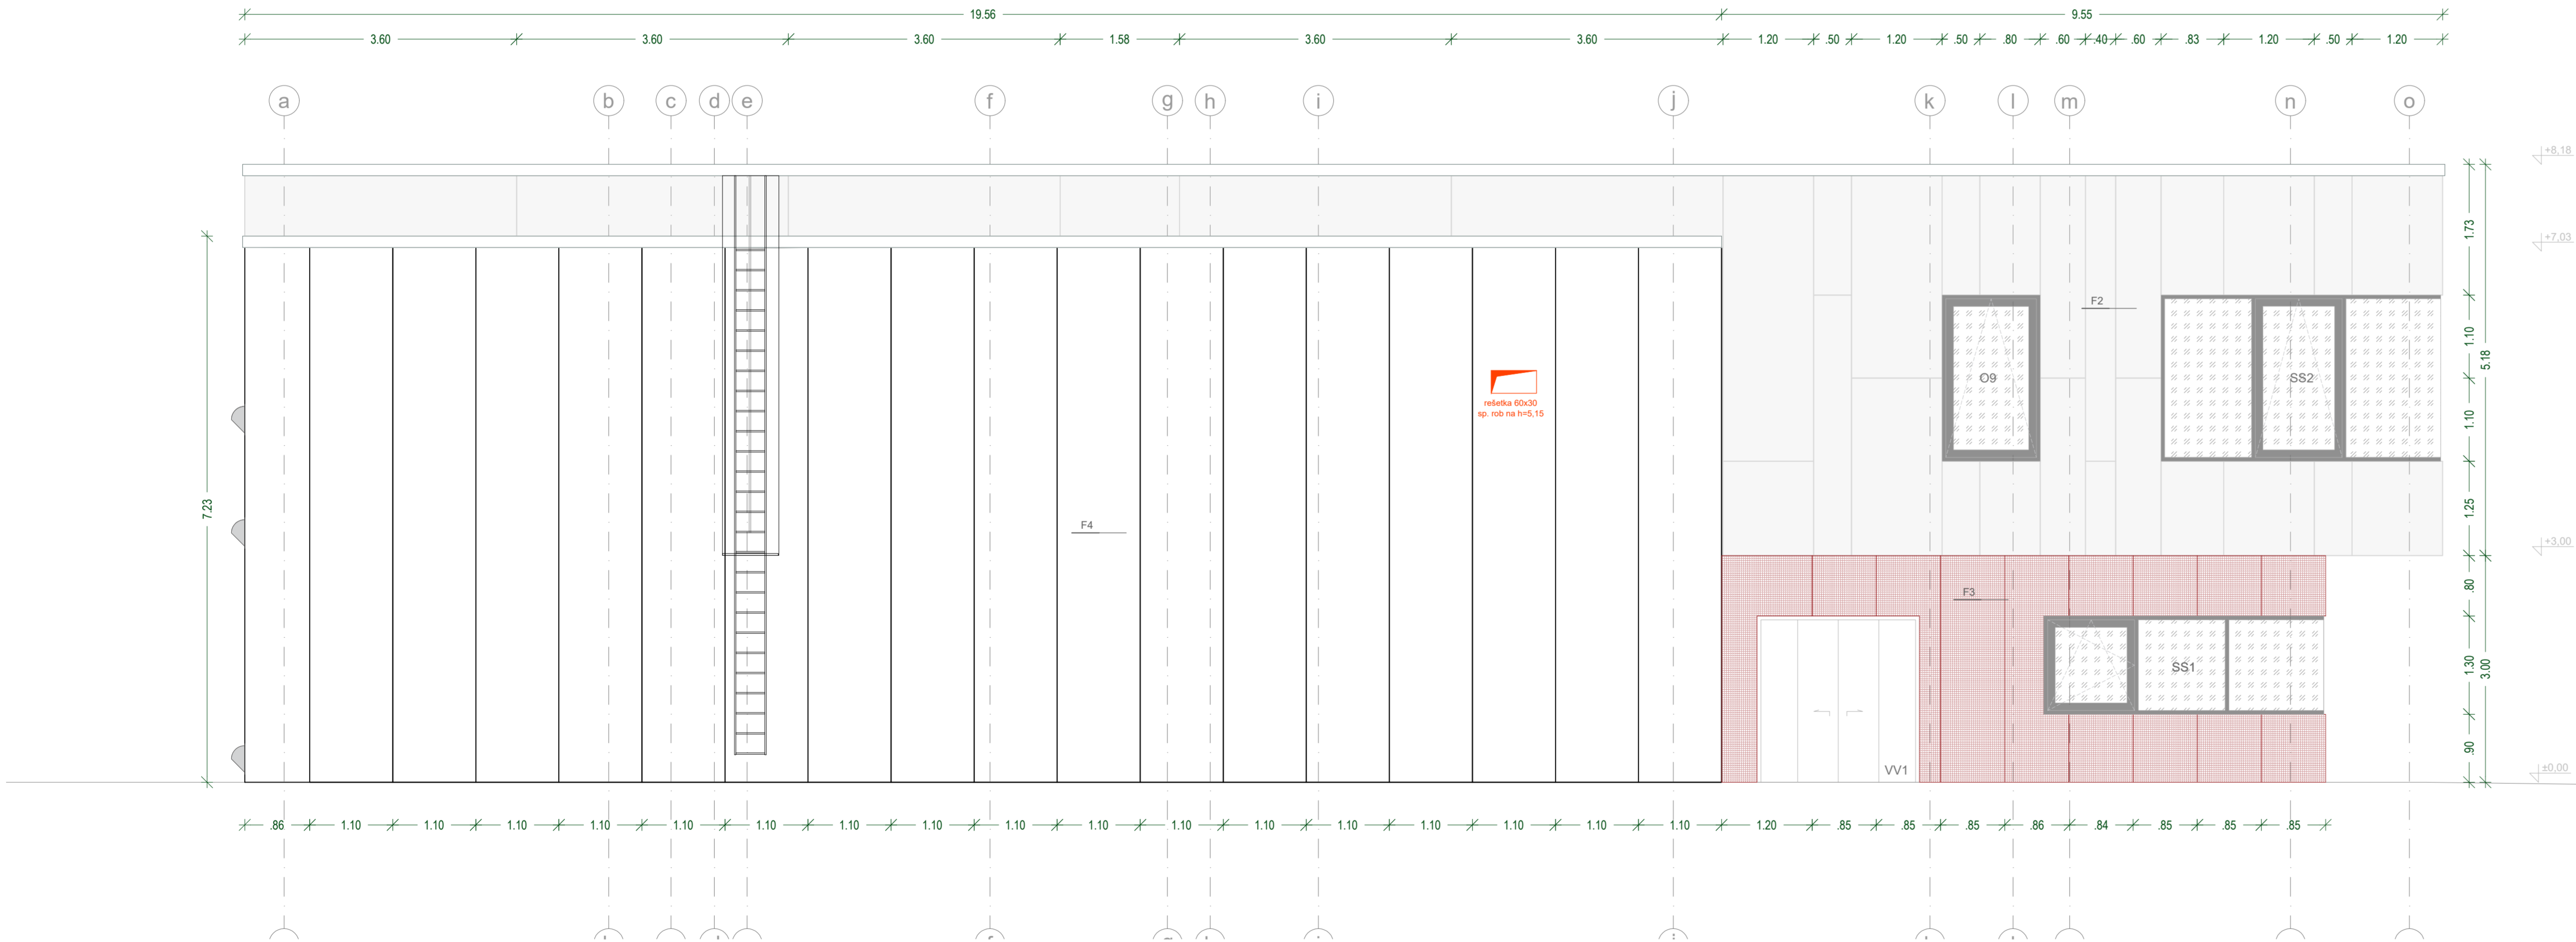 19.56 9.55
3.60 3.60 3.60 1.58 3.60 3.60 1.20 .50 1.20 .50 .80 .60 .40 .60 .83 1.20 .50 1.20
a b c d e f g h i j k l m n o
+8,18
1.73
+7,03
F2
1.10
5.18
O9 SS2
rešetka 60x30
sp. rob na h=5,15
1.10
7.23
1.25
F4
+3,00
.80
F3
1.30
3.00
SS1
.90
VV1
±0,00
.86 1.10 1.10 1.10 1.10 1.10 1.10 1.10 1.10 1.10 1.10 1.10 1.10 1.10 1.10 1.10 1.10 1.10 1.20 .85 .85 .85 .86 .84 .85 .85 .85